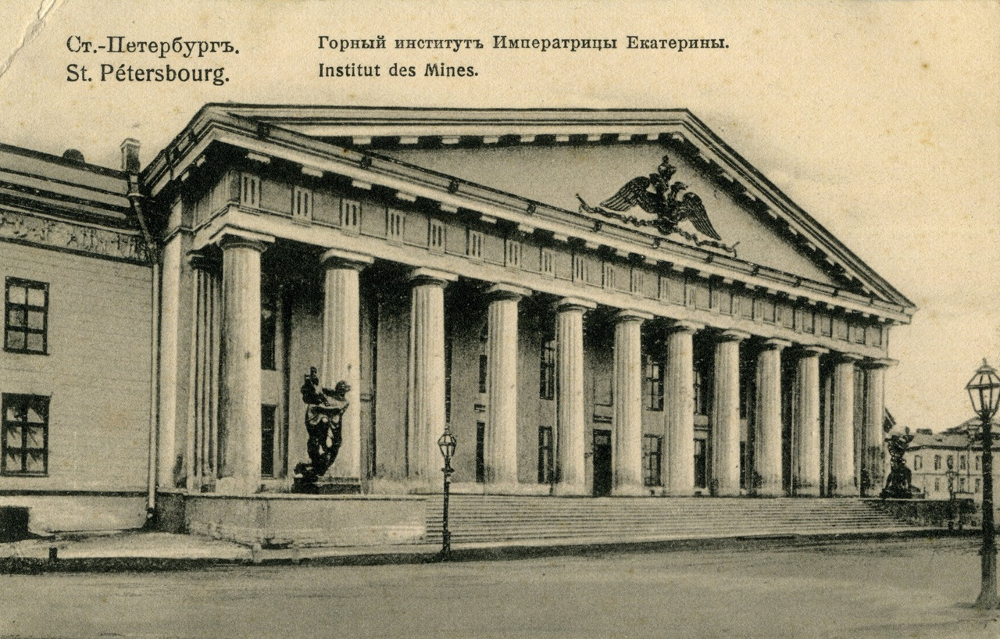 Ст.-Петербургъ.
St. Pétersbourg.
Горный институтъ Императрицы Екатерины.
Institut des Mines.